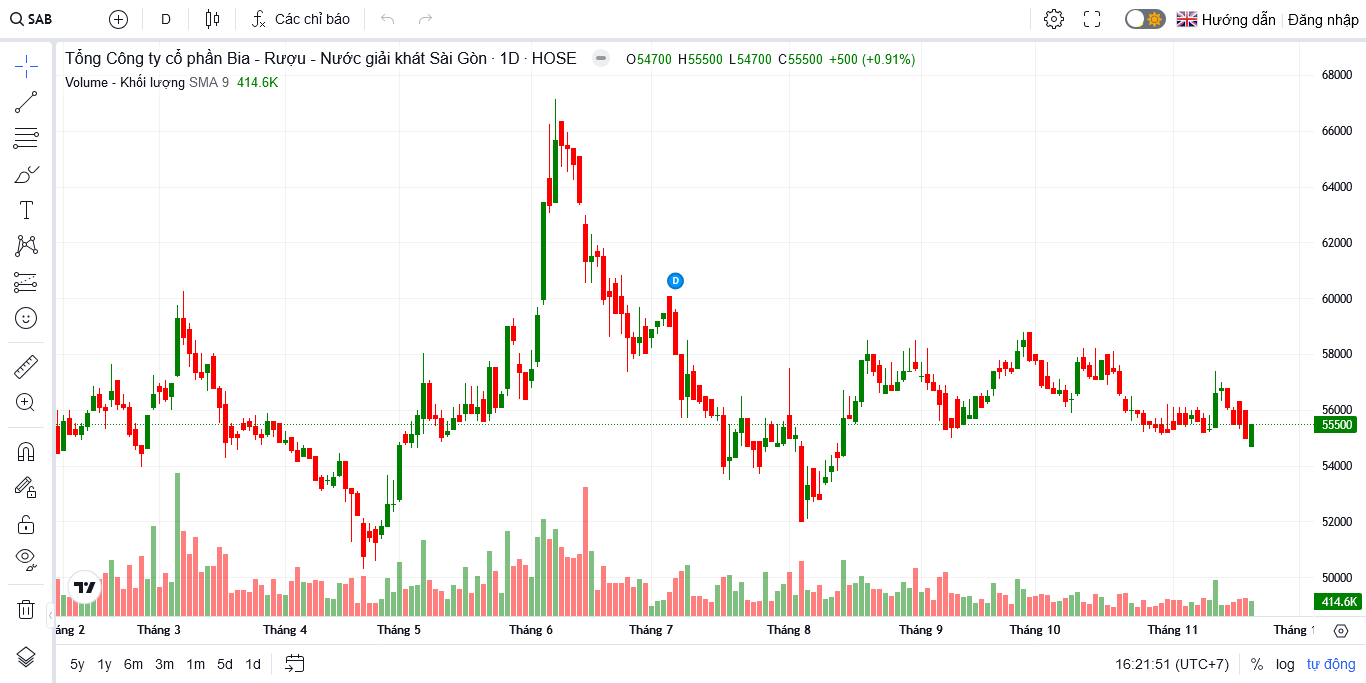 SAB D Các chỉ báo Hướng dẫn Đăng nhập
Tổng Công ty cổ phần Bia - Rượu - Nước giải khát Sài Gòn · 1D · HOSE O54700 H55500 L54700 C55500 +500 (+0.91%)
Volume - Khối lượng SMA 9 414.6K
68000
66000
64000
62000
60000
D
58000
56000
55500
54000
52000
50000
414.6K
áng 2 Tháng 3 Tháng 4 Tháng 5 Tháng 6 Tháng 7 Tháng 8 Tháng 9 Tháng 10 Tháng 11 Tháng 1
5y 1y 6m 3m 1m 5d 1d 16:21:51 (UTC+7) % log tự động